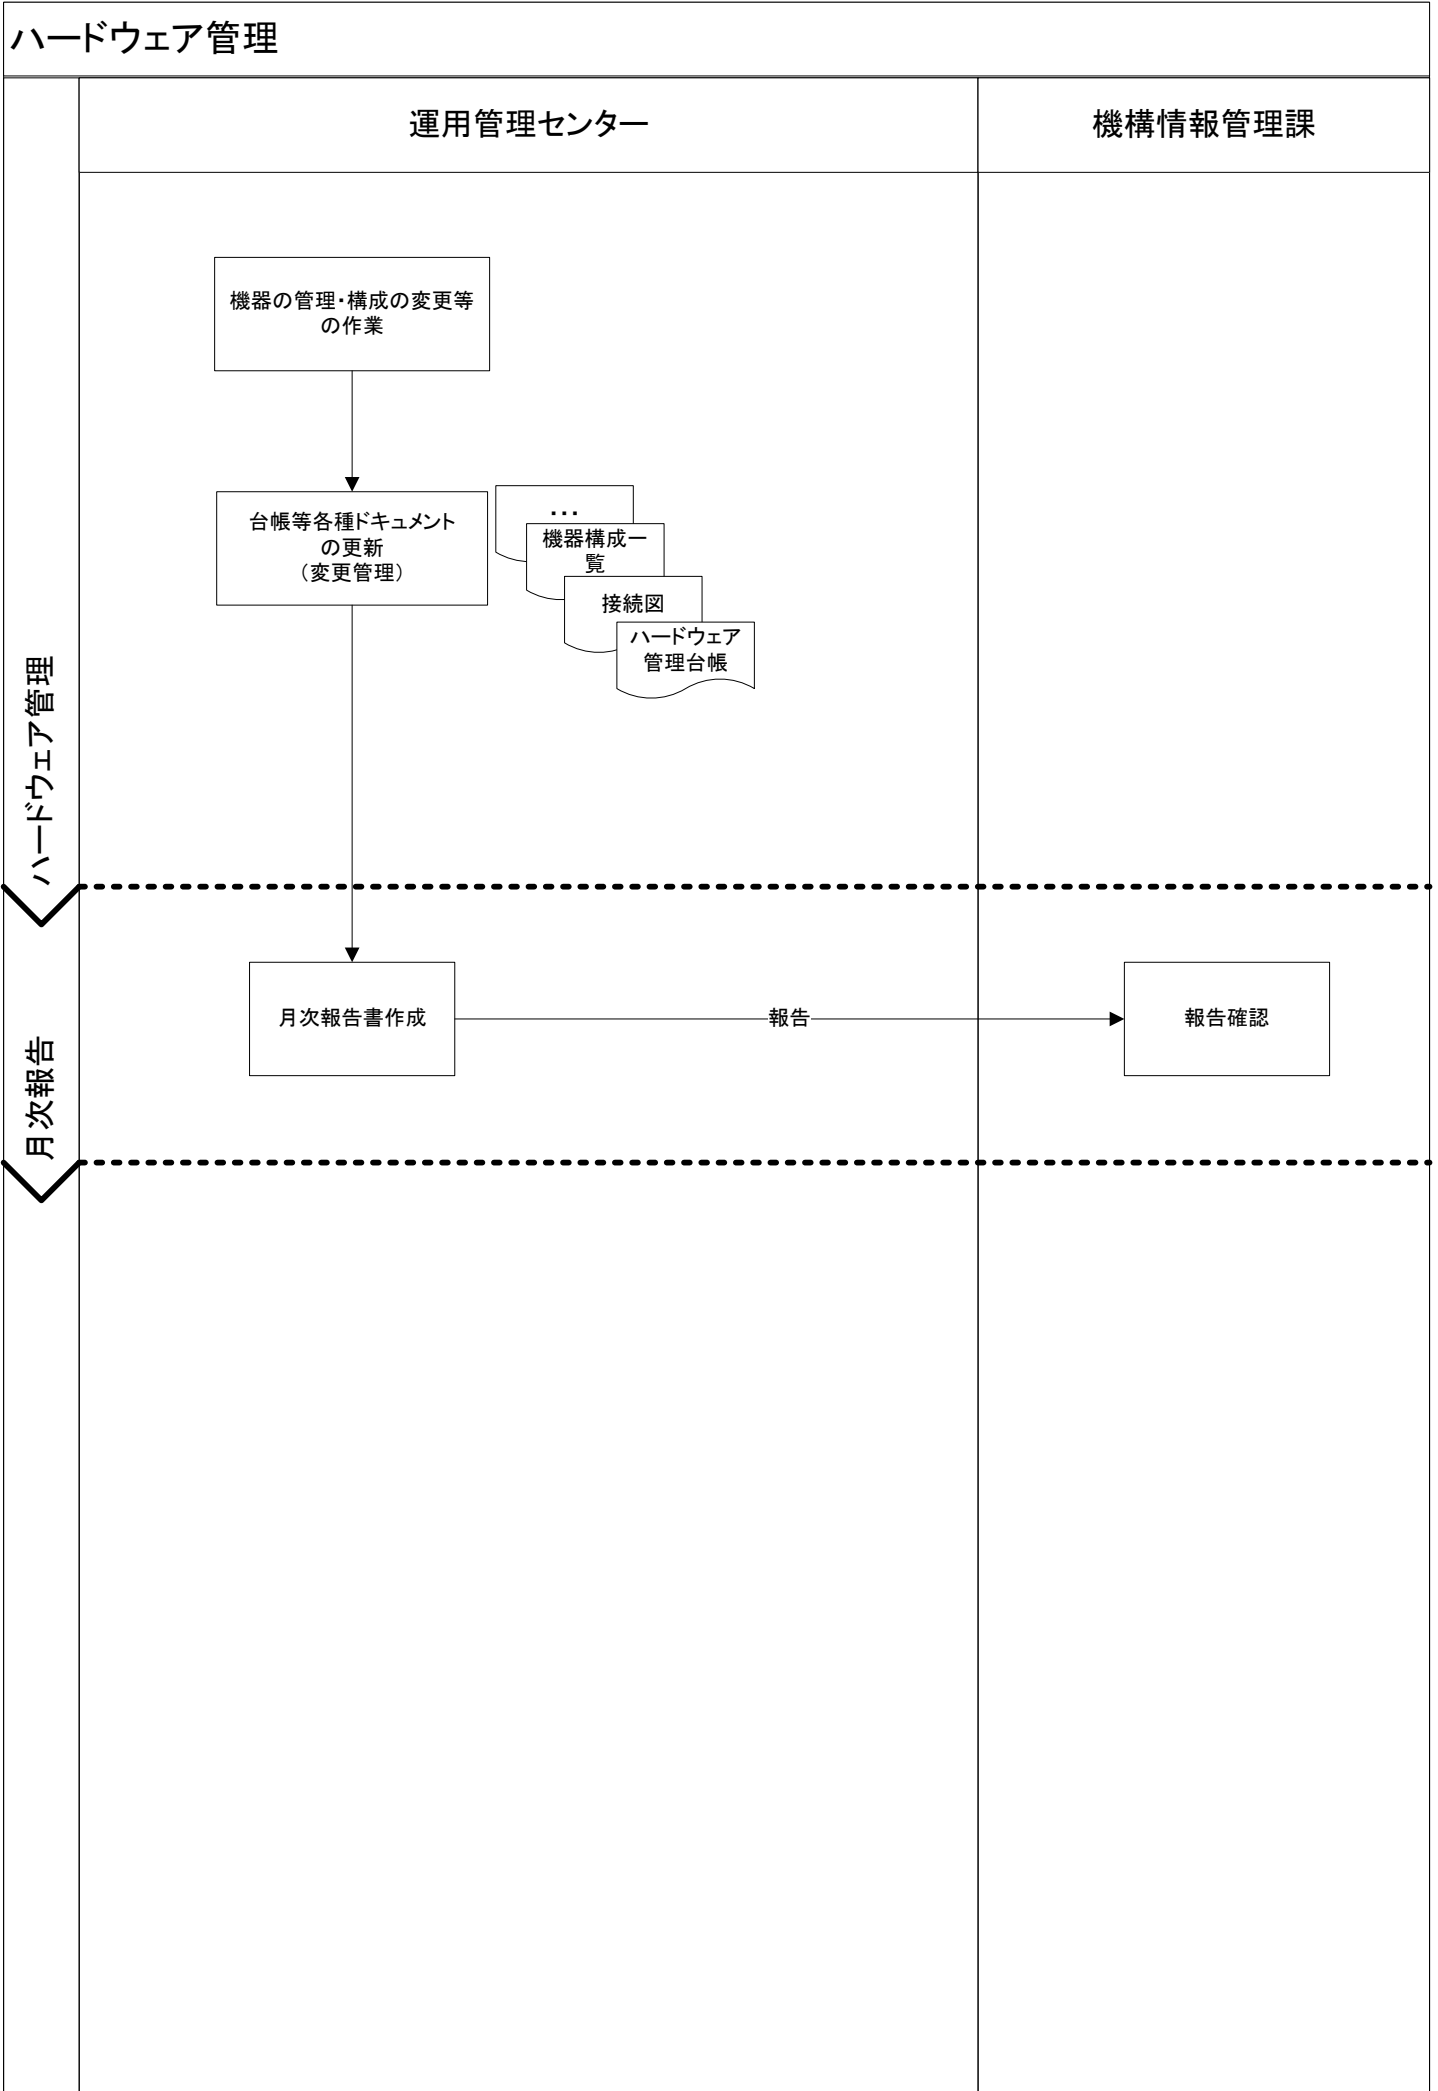 ハードウェア管理
運用管理センター
機構情報管理課
機器の管理・構成の変更等
の作業
台帳等各種ドキュメント
の更新
（変更管理）
...
機器構成一
覧
接続図
ハードウェア
管理台帳
ハードウェア管理
月次報告書作成
報告
報告確認
月次報告